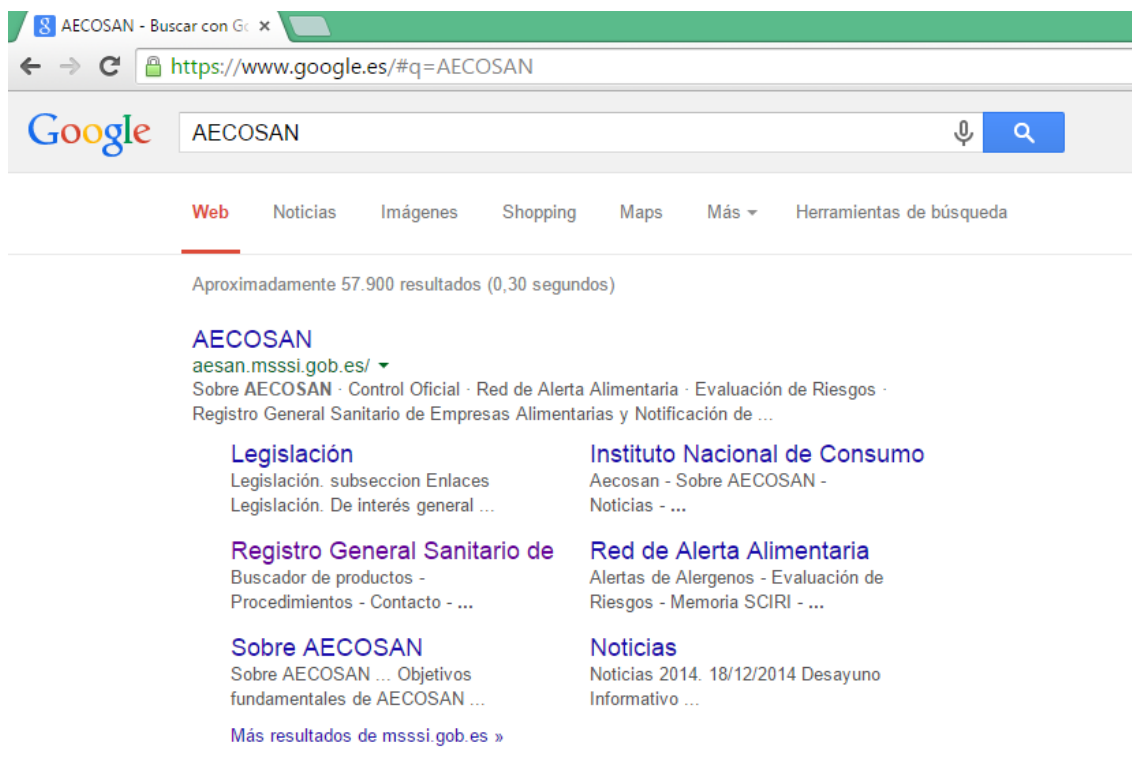 AECOSAN - Buscar con Go
https://www.google.es/#q=AECOSAN
Google
AECOSAN
Web Noticias Imágenes Shopping Maps Más Herramientas de búsqueda
Aproximadamente 57.900 resultados (0,30 segundos)
AECOSAN
aesan.msssi.gob.es/
Sobre AECOSAN · Control Oficial · Red de Alerta Alimentaria · Evaluación de Riesgos ·
Registro General Sanitario de Empresas Alimentarias y Notificación de ...
Legislación
Legislación. subseccion Enlaces
Legislación. De interés general ...
Instituto Nacional de Consumo
Aecosan - Sobre AECOSAN -
Noticias - ...
Registro General Sanitario de
Buscador de productos -
Procedimientos - Contacto - ...
Red de Alerta Alimentaria
Alertas de Alergenos - Evaluación de
Riesgos - Memoria SCIRI - ...
Sobre AECOSAN
Sobre AECOSAN ... Objetivos
fundamentales de AECOSAN ...
Noticias
Noticias 2014. 18/12/2014 Desayuno
Informativo ...
Más resultados de msssi.gob.es »